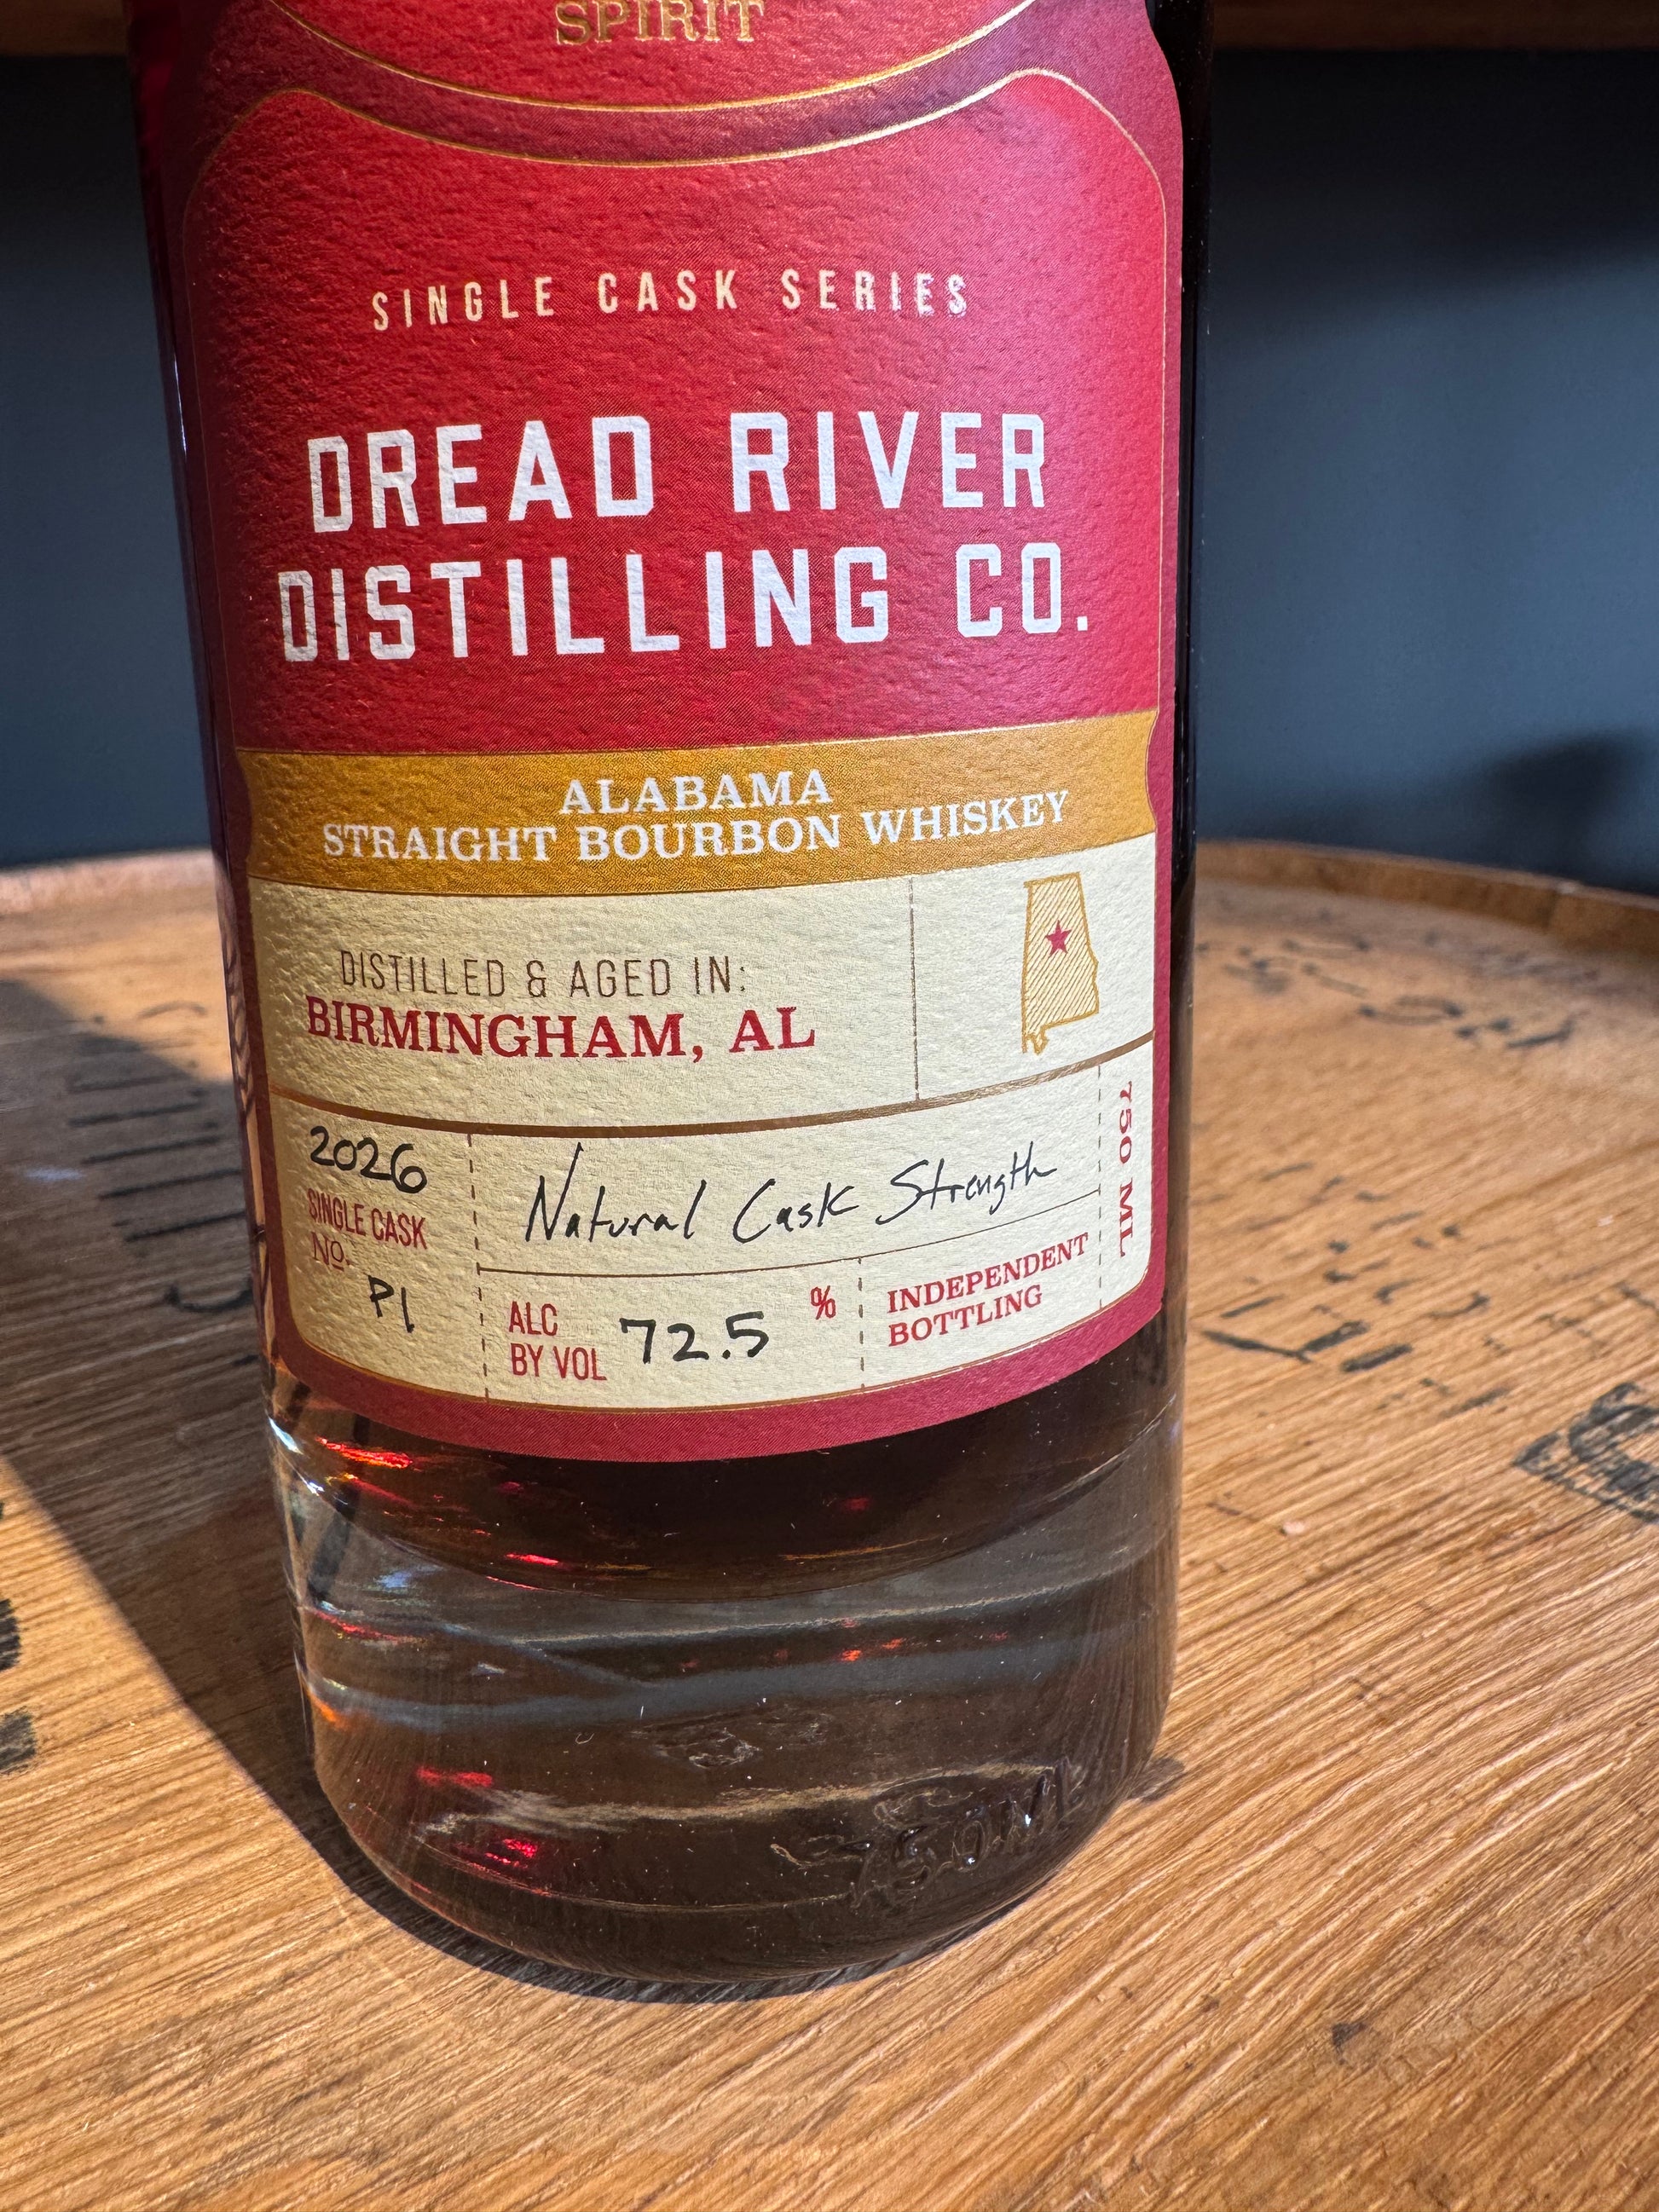 SPIRIT
SINGLE CASK SERIES
DREAD RIVER
DISTILLING CO.
ALABAMA
STRAIGHT BOURBON WHISKEY
DISTILLED & AGED IN:
BIRMINGHAM, AL
2026
SINGLE CASK
No.
P1
Natural Cask Strength
ALC
BY VOL
72.5
%
INDEPENDENT
BOTTLING
750 ML
750ML